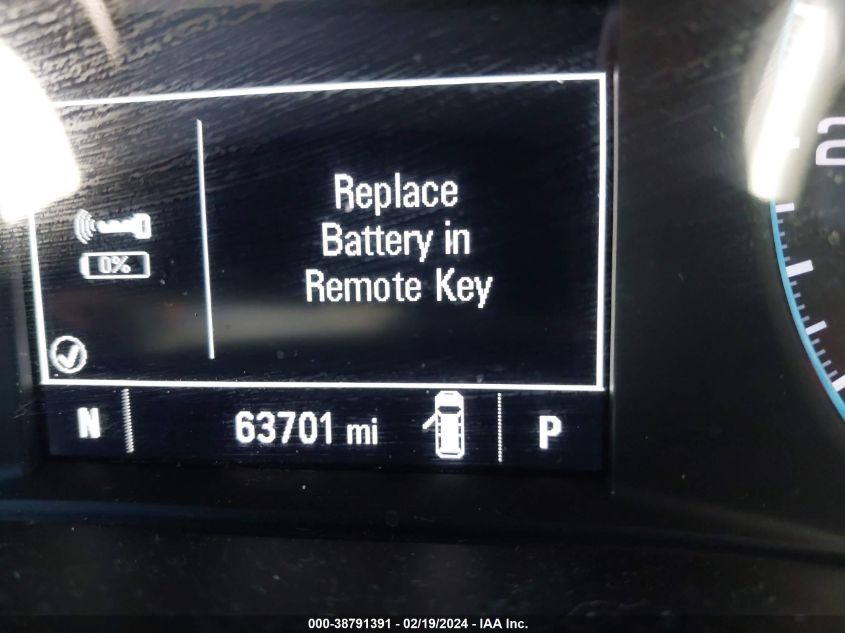 Replace
Battery in
Remote Key
0%
N
63701 mi
P
000-38791391 - 02/19/2024 - IAA Inc.